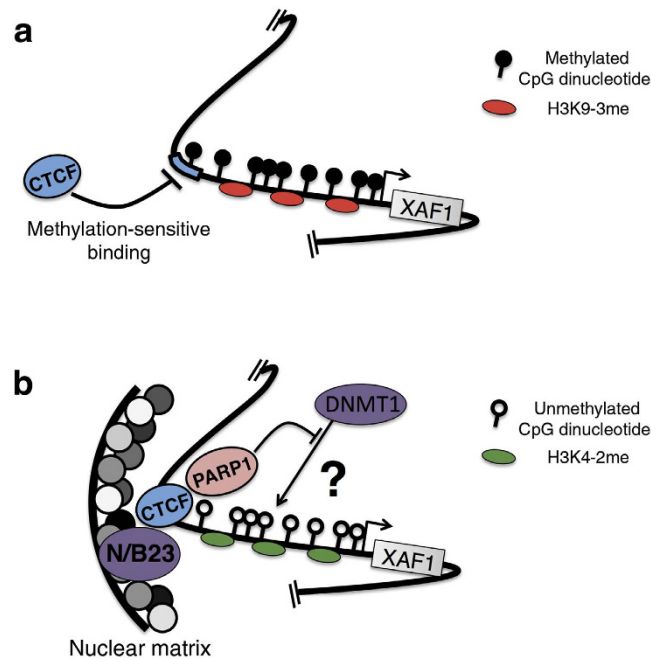 a
Methylated
CpG dinucleotide
H3K9-3me
CTCF
XAF1
Methylation-sensitive
binding
b
DNMT1
Unmethylated
CpG dinucleotide
PARP1
H3K4-2me
?
CTCF
N/B23
XAF1
Nuclear matrix